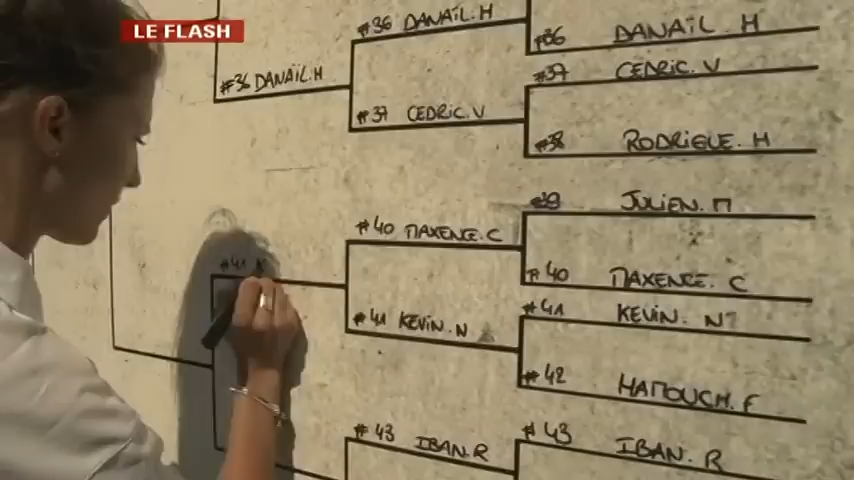 LE FLASH
#36 DANAÏL.H
#36 DANAÏL.H
#36 DANAÏL.H
#37 CEDRIC.V
#37 CEDRIC.V
#38 RODRIGUE.H
#39 JULIEN.M
#40 MAXENCE.C
#40 MAXENCE.C
#41 K
#41 KEVIN.N
#41 KEVIN.N
#42 HAMOUCH.F
#43 IBAN.R
#43 IBAN.R